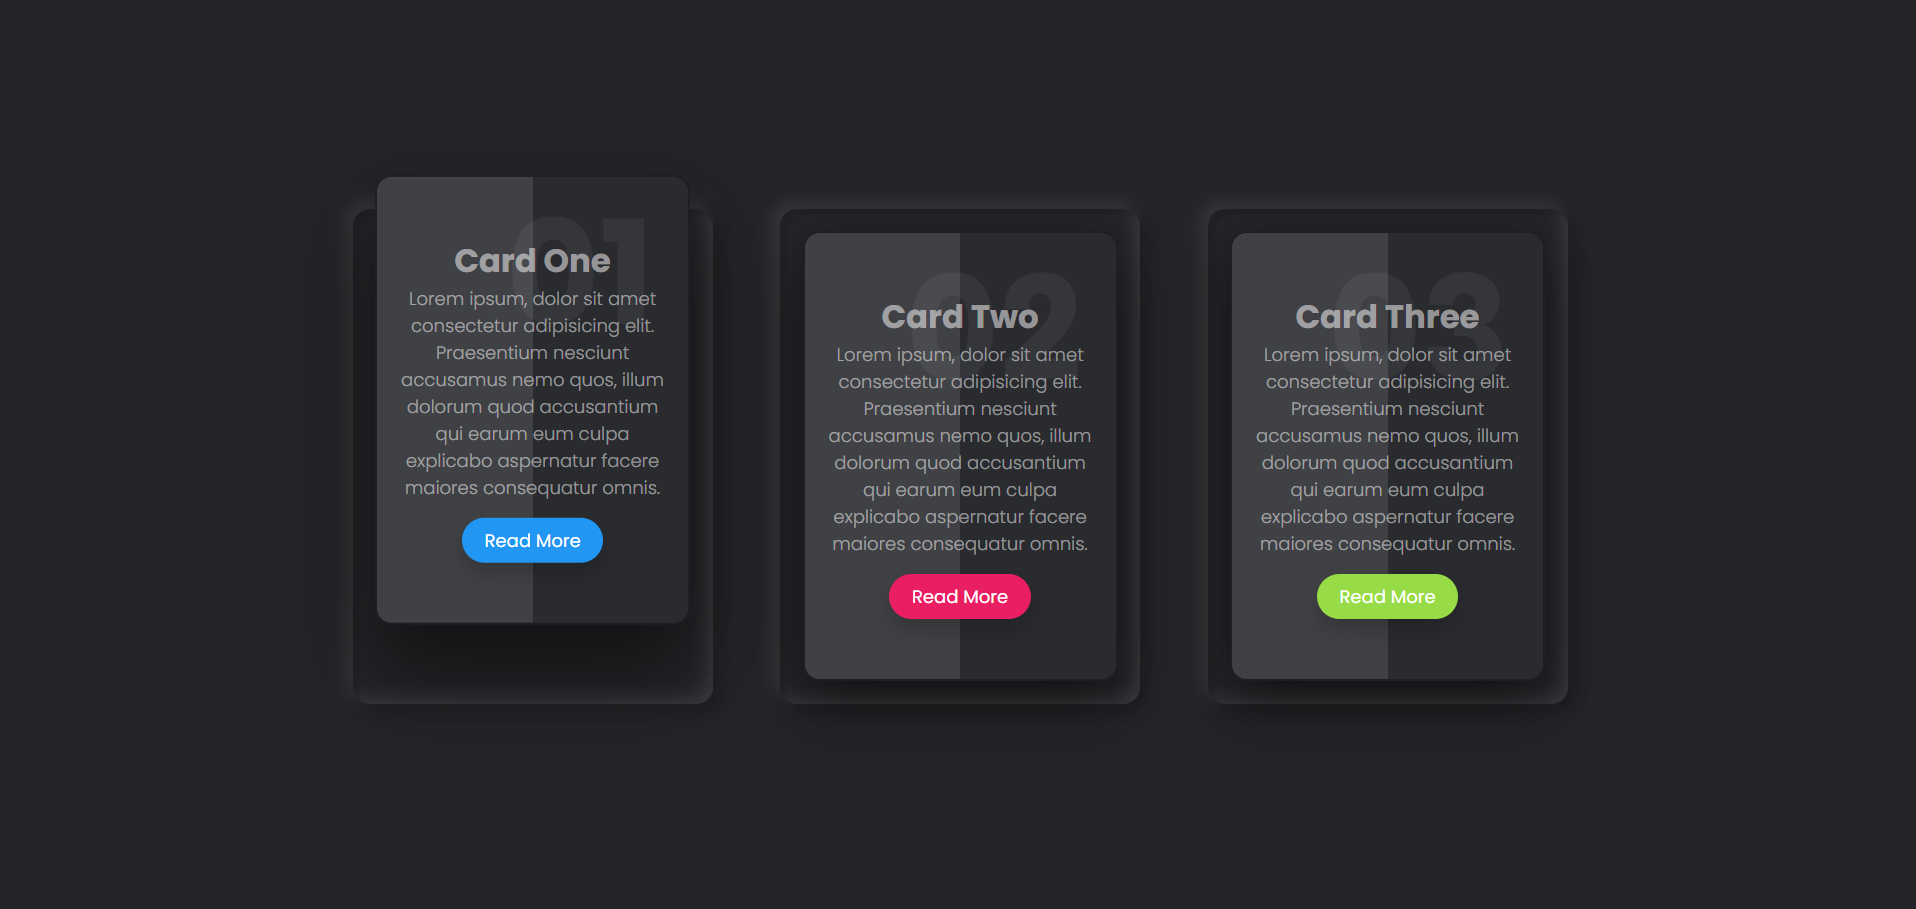 01
Card One
Lorem ipsum, dolor sit amet
consectetur adipisicing elit.
Praesentium nesciunt
accusamus nemo quos, illum
dolorum quod accusantium
qui earum eum culpa
explicabo aspernatur facere
maiores consequatur omnis.
Read More
02
Card Two
Lorem ipsum, dolor sit amet
consectetur adipisicing elit.
Praesentium nesciunt
accusamus nemo quos, illum
dolorum quod accusantium
qui earum eum culpa
explicabo aspernatur facere
maiores consequatur omnis.
Read More
03
Card Three
Lorem ipsum, dolor sit amet
consectetur adipisicing elit.
Praesentium nesciunt
accusamus nemo quos, illum
dolorum quod accusantium
qui earum eum culpa
explicabo aspernatur facere
maiores consequatur omnis.
Read More